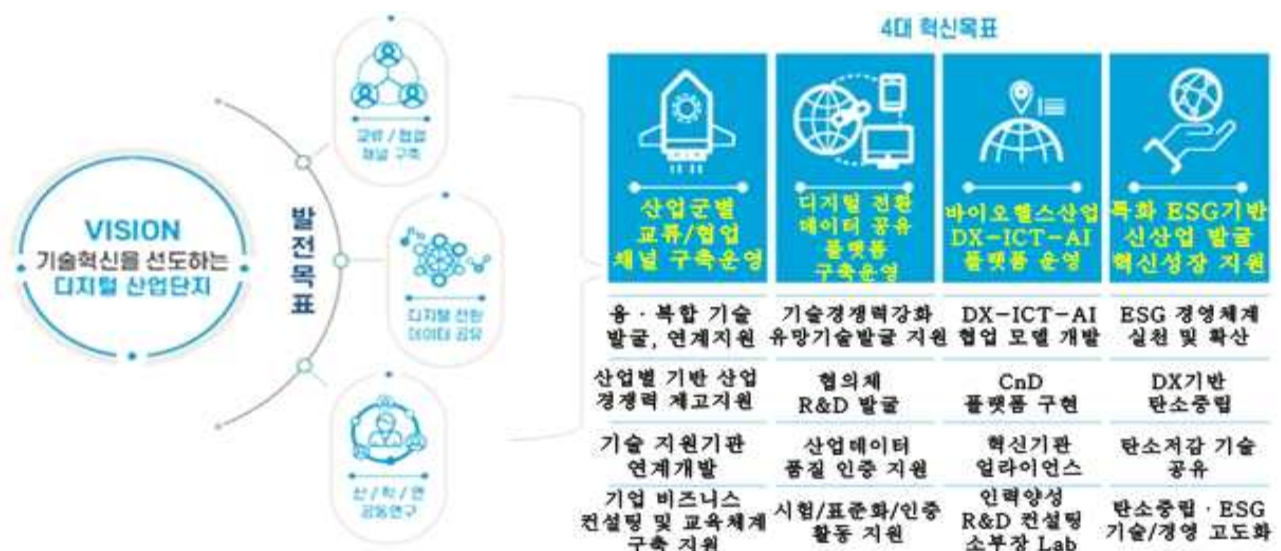 VISION
기술혁신을 선도하는
디지털 산업단지
발전목표
교류 / 협업
채널 구축
디지털 전환
데이터 공유
산 / 학 / 연
공동연구
4대 혁신목표
산업군별
교류/협업
채널 구축운영
융 · 복합 기술
발굴, 연계지원
산업별 기반 산업
경쟁력 제고지원
기술 지원기관
연계개발
기업 비즈니스
컨설팅 및 교육체계
구축 지원
디지털 전환
데이터 공유
플랫폼
구축운영
기술경쟁력강화
유망기술발굴 지원
협의체
R&D 발굴
산업데이터
품질 인증 지원
시험/표준화/인증
활동 지원
바이오헬스산업
DX-ICT-AI
플랫폼 운영
DX-ICT-AI
협업 모델 개발
CnD
플랫폼 구현
혁신기관
얼라이언스
인력양성
R&D 컨설팅
소부장 Lab
특화 ESG기반
신산업 발굴
혁신성장 지원
ESG 경영체계
실천 및 확산
DX기반
탄소중립
탄소저감 기술
공유
탄소중립 · ESG
기술/경영 고도화